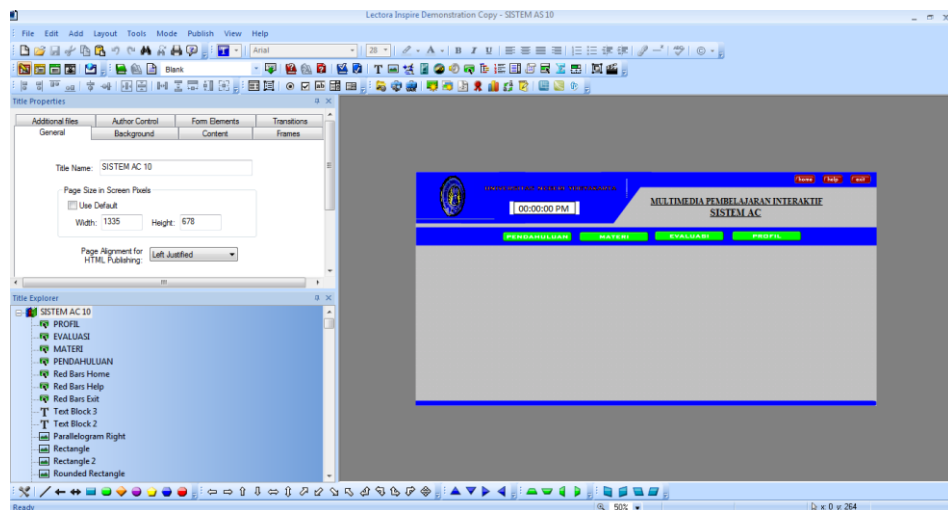 Lectora Inspire Demonstration Copy - SISTEM AS 10
File Edit Add Layout Tools Mode Publish View Help
Arial 28
Blank
Title Properties
Additional files Author Control Form Elements Transitions
General Background Content Frames
Title Name: SISTEM AC 10
Page Size in Screen Pixels
Use Default
Width: 1335 Height: 678
Page Alignment for HTML Publishing: Left Justified
Title Explorer
SISTEM AC 10
PROFIL
EVALUASI
MATERI
PENDAHULUAN
Red Bars Home
Red Bars Help
Red Bars Exit
Text Block 3
Text Block 2
Parallelogram Right
Rectangle
Rectangle 2
Rounded Rectangle
home help exit
UNIVERSITAS NEGERI YOGYAKARTA
00:00:00 PM
MULTIMEDIA PEMBELAJARAN INTERAKTIF
SISTEM AC
PENDAHULUAN MATERI EVALUASI PROFIL
Ready 50% x: 0 y: 264